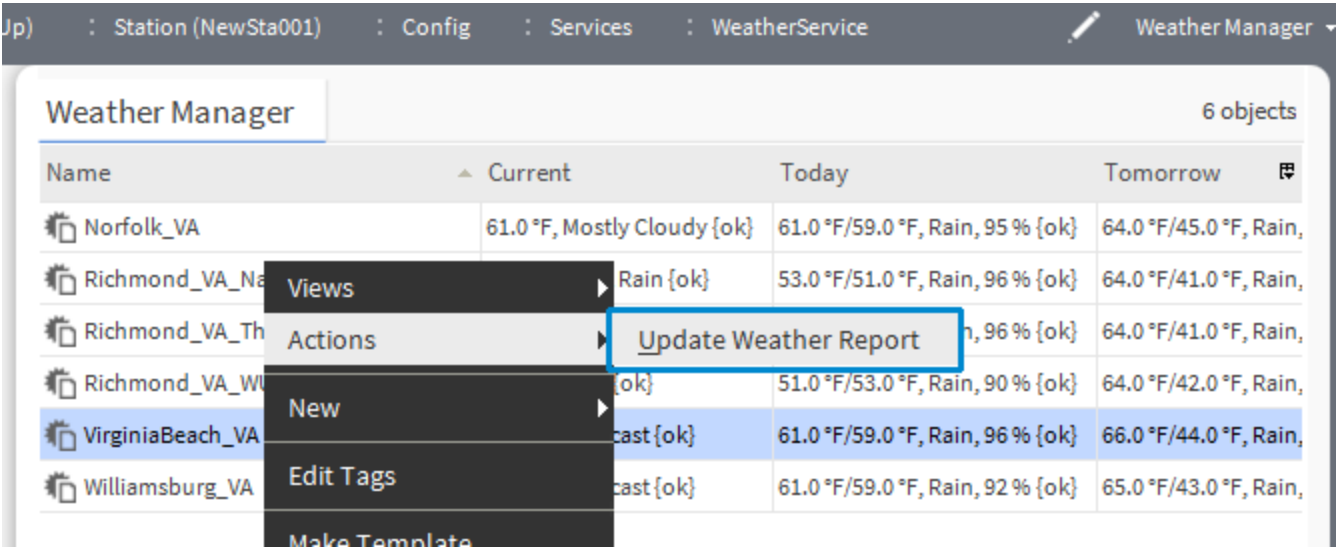 Up) : Station (NewSta001) : Config : Services : WeatherService Weather Manager
Weather Manager 6 objects
Name Current Today Tomorrow
Norfolk_VA 61.0 °F, Mostly Cloudy {ok} 61.0 °F/59.0 °F, Rain, 95 % {ok} 64.0 °F/45.0 °F, Rain,
Richmond_VA_Na Rain {ok} 53.0 °F/51.0 °F, Rain, 96 % {ok} 64.0 °F/41.0 °F, Rain,
Views
Richmond_VA_Th 96 % {ok} 64.0 °F/41.0 °F, Rain,
Actions Update Weather Report
Richmond_VA_WU {ok} 51.0 °F/53.0 °F, Rain, 90 % {ok} 64.0 °F/42.0 °F, Rain,
New
VirginiaBeach_VA cast {ok} 61.0 °F/59.0 °F, Rain, 96 % {ok} 66.0 °F/44.0 °F, Rain,
Edit Tags
Williamsburg_VA cast {ok} 61.0 °F/59.0 °F, Rain, 92 % {ok} 65.0 °F/43.0 °F, Rain,
Make Template